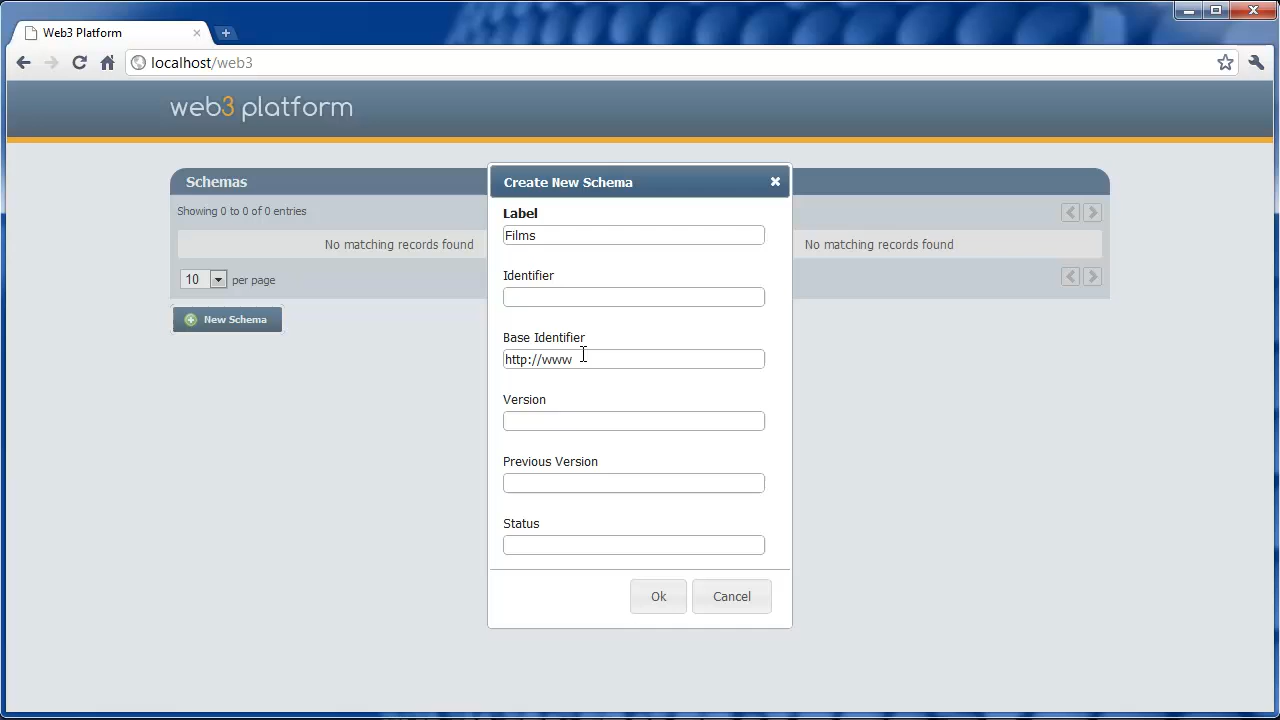 Web3 Platform
localhost/web3
web3 platform
Schemas
Showing 0 to 0 of 0 entries
No matching records found
No matching records found
10 per page
New Schema
Create New Schema
Label
Films
Identifier
Base Identifier
http://www
Version
Previous Version
Status
Ok Cancel